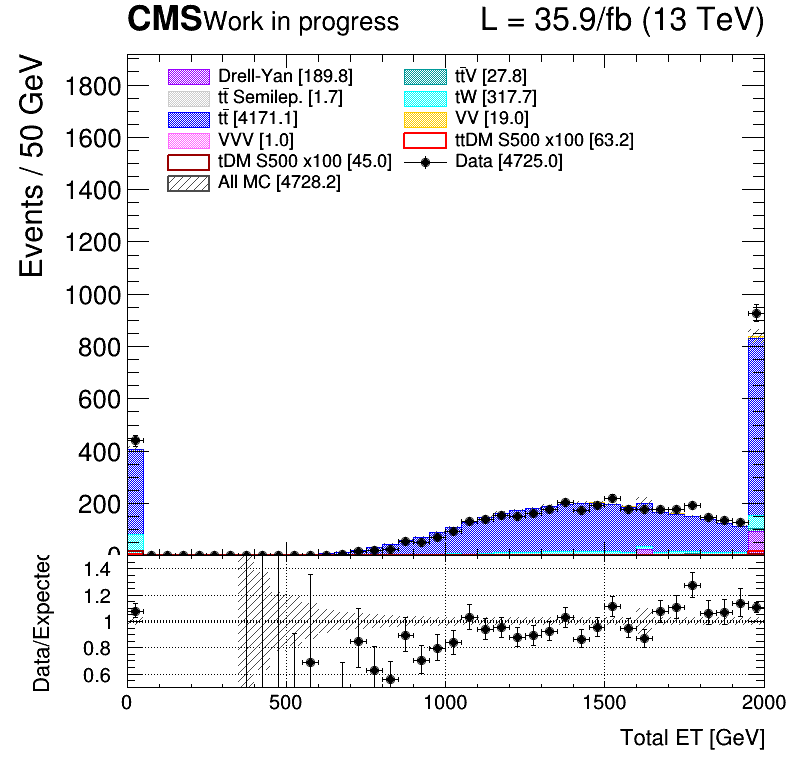 CMS Work in progress L = 35.9/fb (13 TeV)
Events / 50 GeV
Drell-Yan [189.8] tt̄V [27.8]
tt̄ Semilep. [1.7] tW [317.7]
tt̄ [4171.1] VV [19.0]
VVV [1.0] ttDM S500 x100 [63.2]
tDM S500 x100 [45.0] Data [4725.0]
All MC [4728.2]
1800
1600
1400
1200
1000
800
600
400
200
0
Data/Expected
1.4
1.2
1
0.8
0.6
0 500 1000 1500 2000
Total ET [GeV]